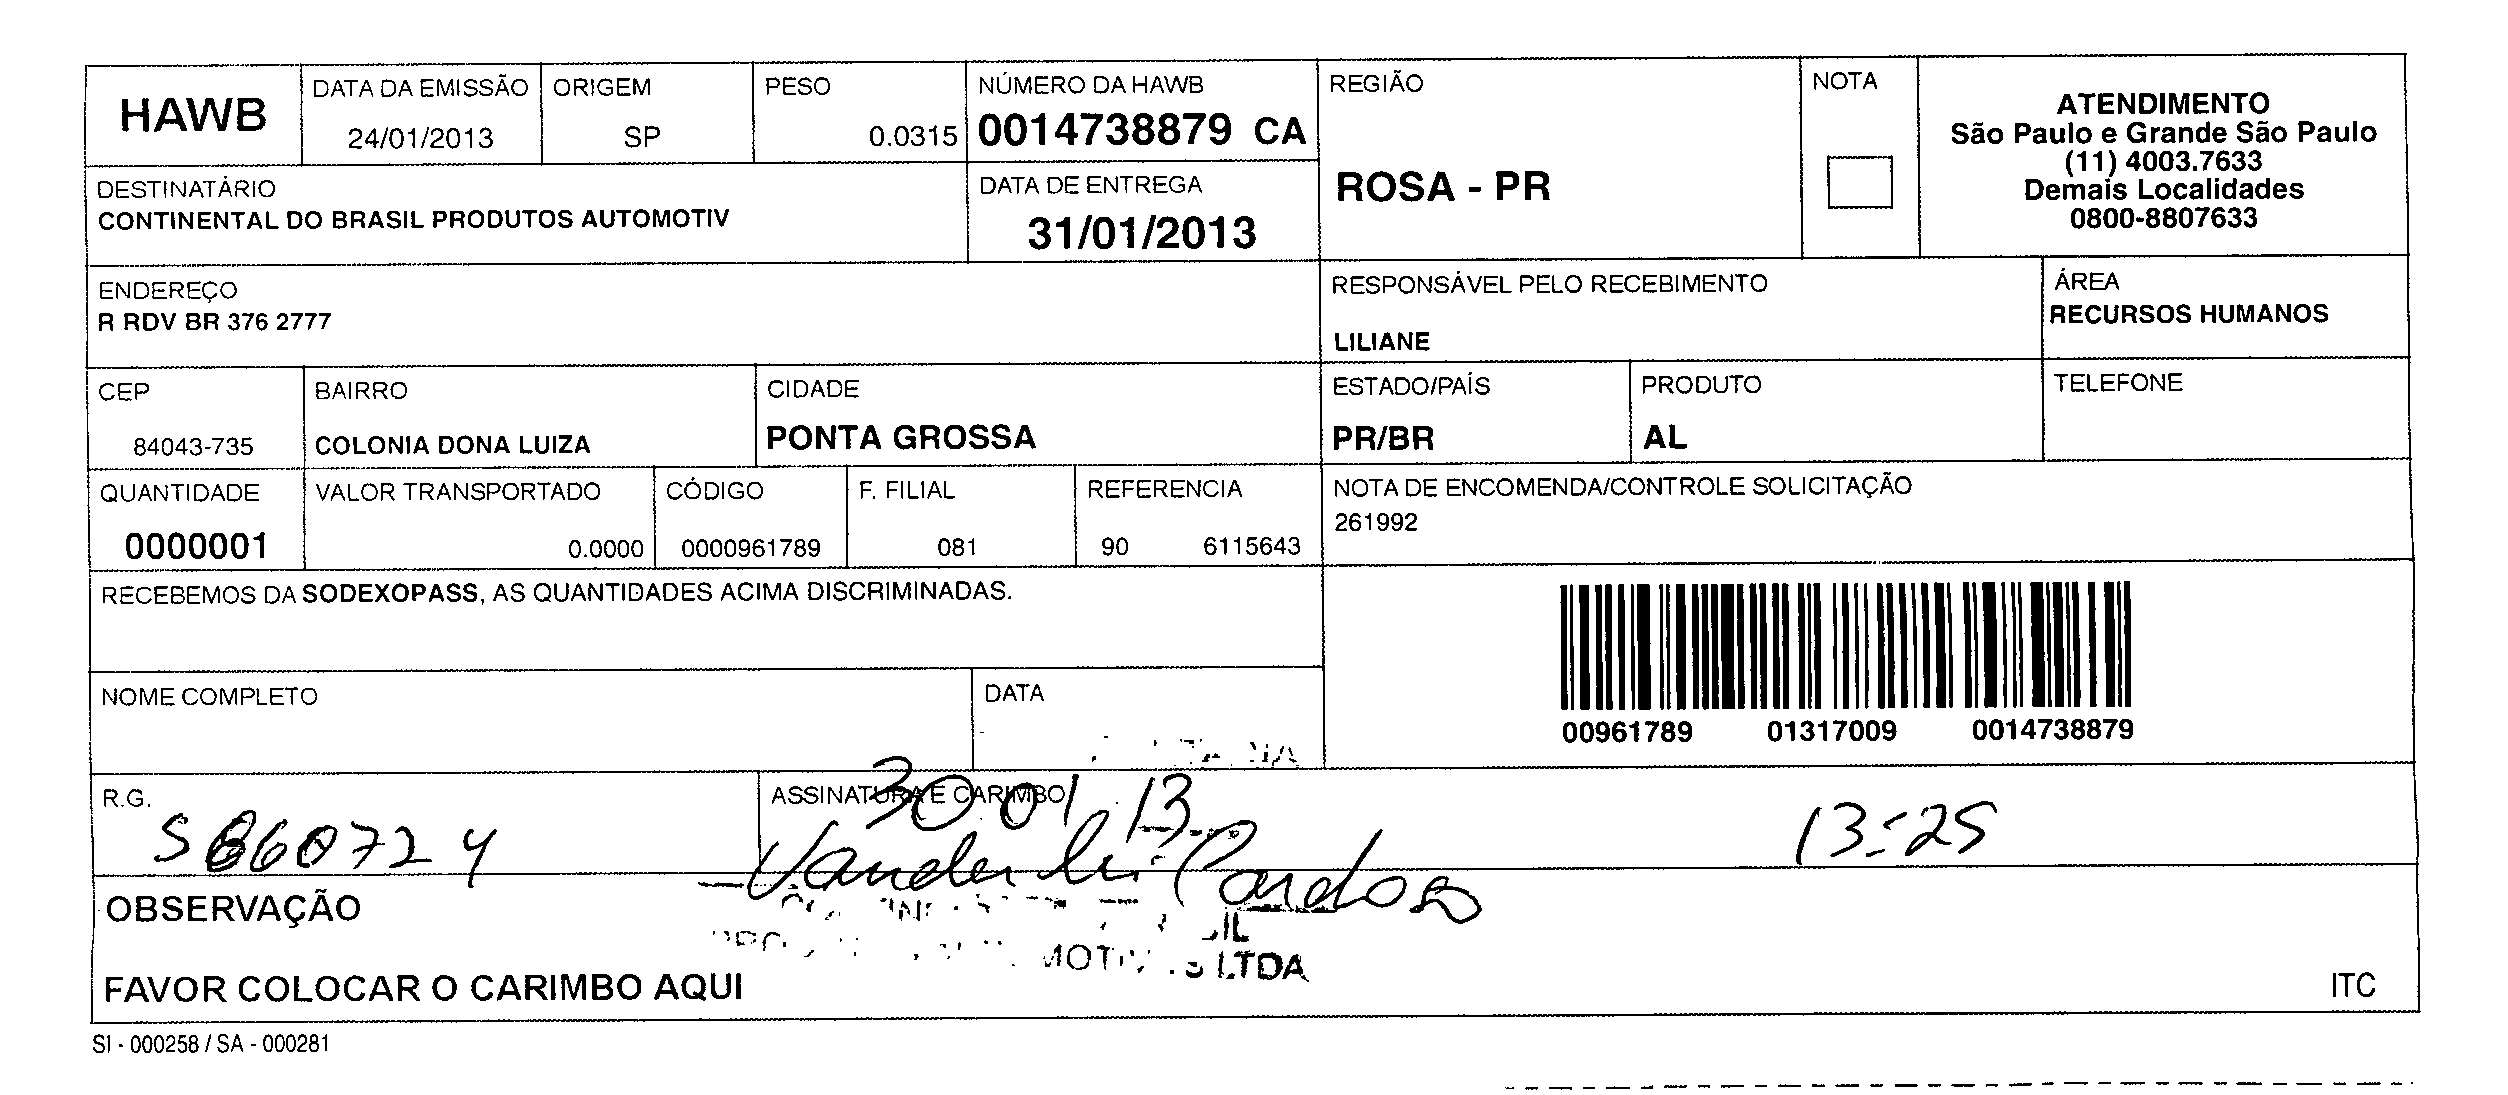 HAWB
DATA DA EMISSÃO
24/01/2013
ORIGEM
SP
PESO
0.0315
NÚMERO DA HAWB
0014738879 CA
REGIÃO
ROSA - PR
NOTA
ATENDIMENTO
São Paulo e Grande São Paulo
(11) 4003.7633
Demais Localidades
0800-8807633
DESTINATÁRIO
CONTINENTAL DO BRASIL PRODUTOS AUTOMOTIV
DATA DE ENTREGA
31/01/2013
ENDEREÇO
R RDV BR 376 2777
RESPONSÁVEL PELO RECEBIMENTO
LILIANE
ÁREA
RECURSOS HUMANOS
CEP
84043-735
BAIRRO
COLONIA DONA LUIZA
CIDADE
PONTA GROSSA
ESTADO/PAÍS
PR/BR
PRODUTO
AL
TELEFONE
QUANTIDADE
0000001
VALOR TRANSPORTADO
0.0000
CÓDIGO
0000961789
F. FILIAL
081
REFERENCIA
90 6115643
NOTA DE ENCOMENDA/CONTROLE SOLICITAÇÃO
261992
RECEBEMOS DA SODEXOPASS, AS QUANTIDADES ACIMA DISCRIMINADAS.
00961789 01317009 0014738879
NOME COMPLETO
DATA
R.G.
ASSINATURA E CARIMBO
30 01 13
13:25
Vanderlei Cardoso
OBSERVAÇÃO
LTDA
FAVOR COLOCAR O CARIMBO AQUI
ITC
SI - 000258 / SA - 000281